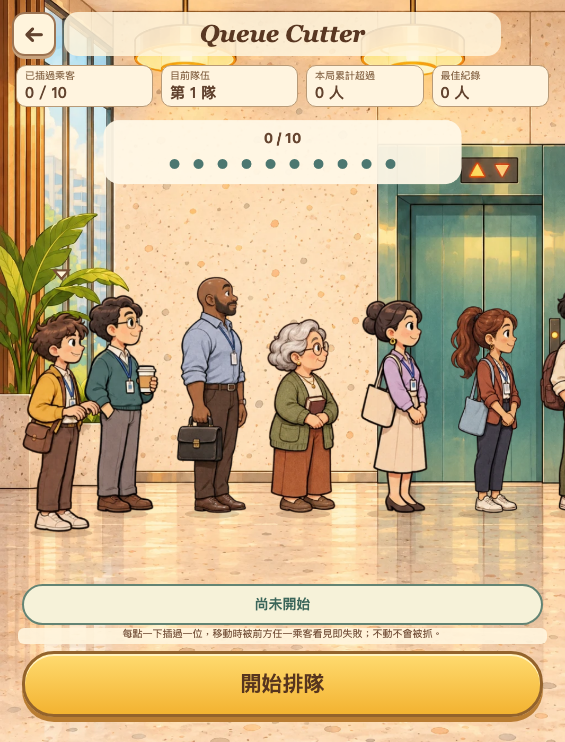 Queue Cutter
已插過乘客
0 / 10
目前隊伍
第 1 隊
本局累計超過
0 人
最佳紀錄
0 人
0 / 10
尚未開始
每點一下插過一位，移動時被前方任一乘客看見即失敗；不動不會被抓。
開始排隊